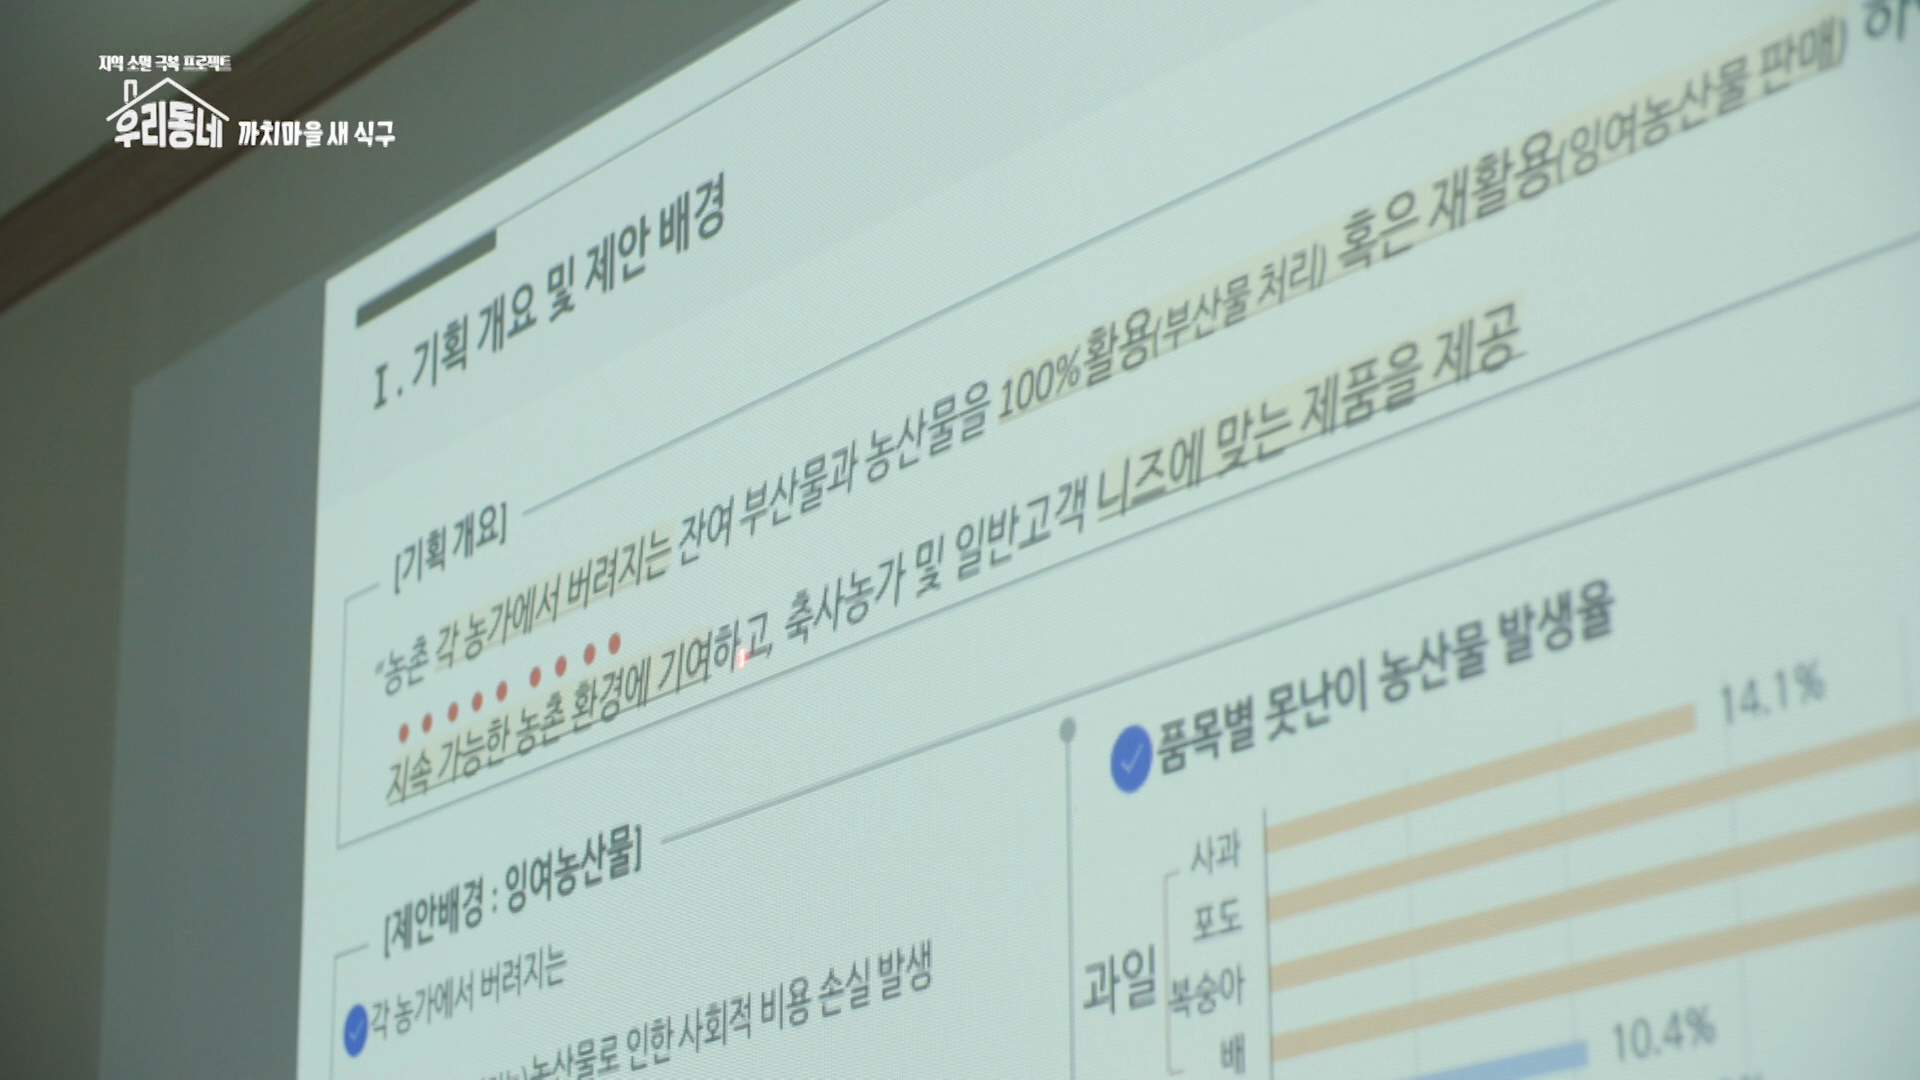 지역 소멸 극복 프로젝트
우리동네 까치마을 새 식구
Ⅰ. 기획 개요 및 제안 배경
[기획 개요]
“농촌 각 농가에서 버려지는 잔여 부산물과 농산물을 100%활용(부산물 처리) 혹은 재활용(잉여농산물 판매)
지속 가능한 농촌 환경에 기여하고, 축사농가 및 일반고객 니즈에 맞는 제품을 제공
[제안배경 : 잉여농산물]
각 농가에서 버려지는
농산물로 인한 사회적 비용 손실 발생
품목별 못난이 농산물 발생율
14.1%
과일
사과
포도
복숭아
배
10.4%